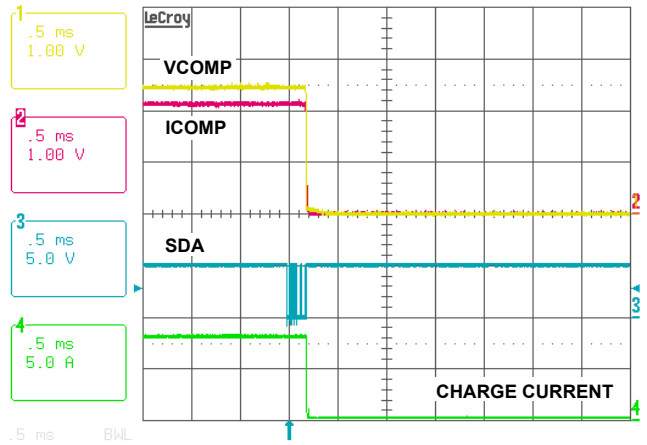 1
.5 ms
1.00 V
2
.5 ms
1.00 V
3
.5 ms
5.0 V
4
.5 ms
5.0 A
.5 ms BWL
LeCroy
VCOMP
ICOMP
SDA
CHARGE CURRENT
2
3
4